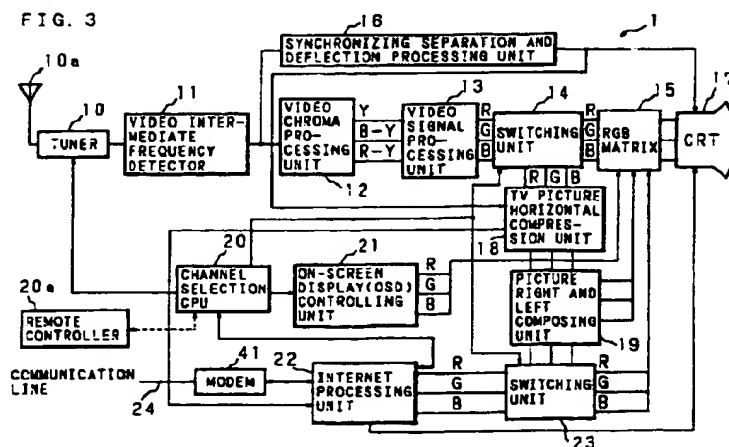 FIG. 3
16
1
SYNCHRONIZING SEPARATION AND
DEFLECTION PROCESSING UNIT
10a
10
TUNER
11
VIDEO INTER-
MEDIATE
FREQUENCY
DETECTOR
VIDEO
CHROMA
PRO-
CESSING
UNIT
12
Y
B-Y
R-Y
13
VIDEO
SIGNAL PRO-
CESSING
UNIT
R
G
B
14
SWITCHING
UNIT
R
G
B
15
RGB
MATRIX
17
CRT
R G B
TV PICTURE
HORIZONTAL
COMPRES-
SION UNIT
18
20
CHANNEL
SELECTION
CPU
21
ON-SCREEN
DISPLAY(OSD)
CONTROLLING
UNIT
R
G
B
PICTURE
RIGHT AND
LEFT
COMPOSING
UNIT
19
20a
REMOTE
CONTROLLER
COMMUNICATION
LINE
24
41
MODEM
22
INTERNET
PROCESSING
UNIT
R
G
B
SWITCHING
UNIT
23
R
G
B